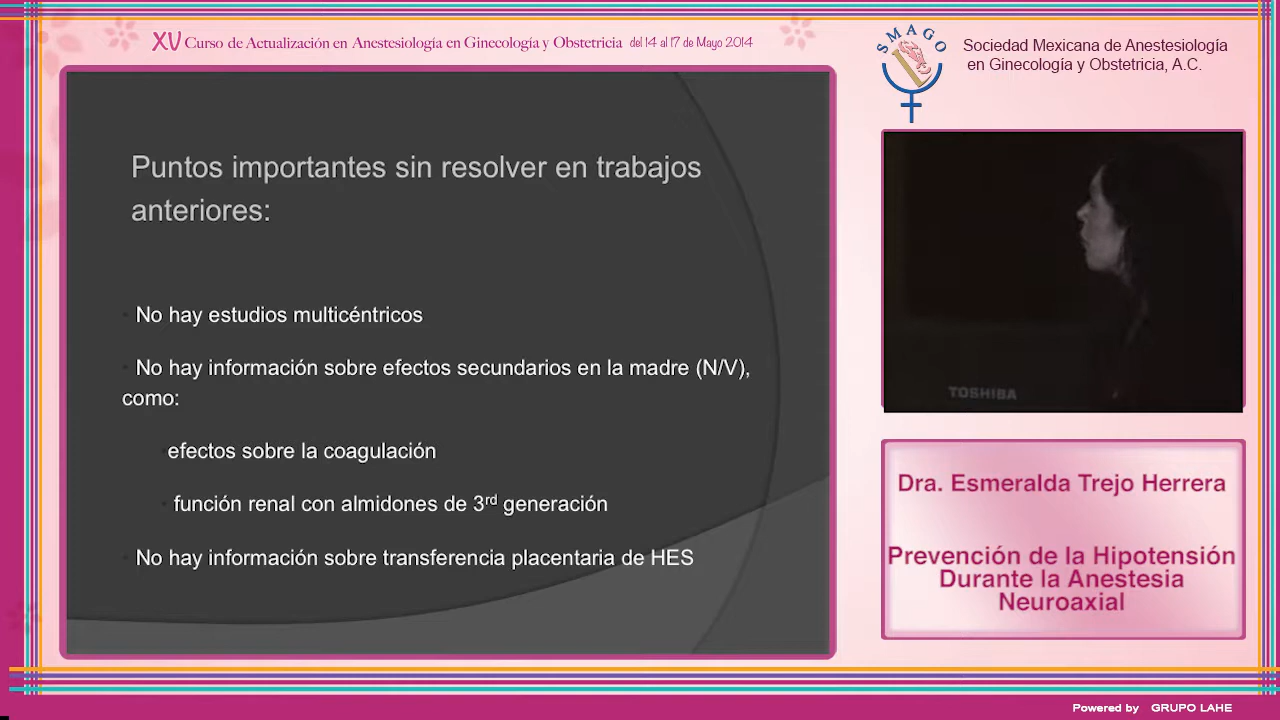 XV Curso de Actualización en Anestesiología en Ginecología y Obstetricia del 14 al 17 de Mayo 2014
SMAGO
Sociedad Mexicana de Anestesiología
en Ginecología y Obstetricia, A.C.
Puntos importantes sin resolver en trabajos
anteriores:
No hay estudios multicéntricos
No hay información sobre efectos secundarios en la madre (N/V),
como:
efectos sobre la coagulación
función renal con almidones de 3rd generación
No hay información sobre transferencia placentaria de HES
TOSHIBA
Dra. Esmeralda Trejo Herrera
Prevención de la Hipotensión
Durante la Anestesia
Neuroaxial
Powered by GRUPO LAHE